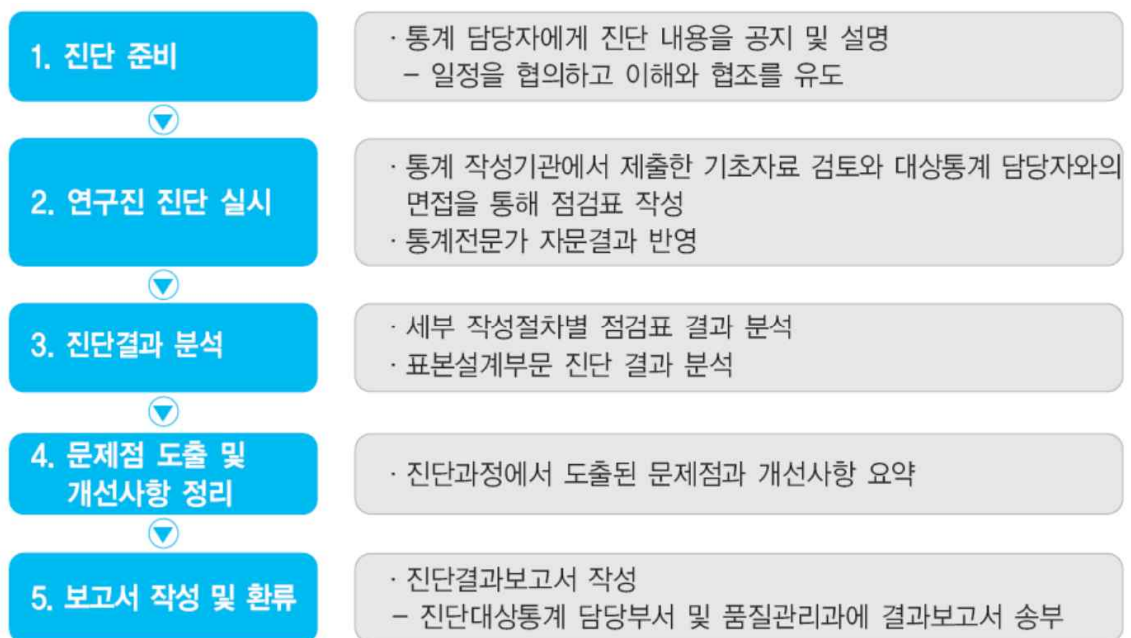 1. 진단 준비
· 통계 담당자에게 진단 내용을 공지 및 설명
– 일정을 협의하고 이해와 협조를 유도
2. 연구진 진단 실시
· 통계 작성기관에서 제출한 기초자료 검토와 대상통계 담당자와의
면접을 통해 점검표 작성
· 통계전문가 자문결과 반영
3. 진단결과 분석
· 세부 작성절차별 점검표 결과 분석
· 표본설계부문 진단 결과 분석
4. 문제점 도출 및
개선사항 정리
· 진단과정에서 도출된 문제점과 개선사항 요약
5. 보고서 작성 및 환류
· 진단결과보고서 작성
– 진단대상통계 담당부서 및 품질관리과에 결과보고서 송부